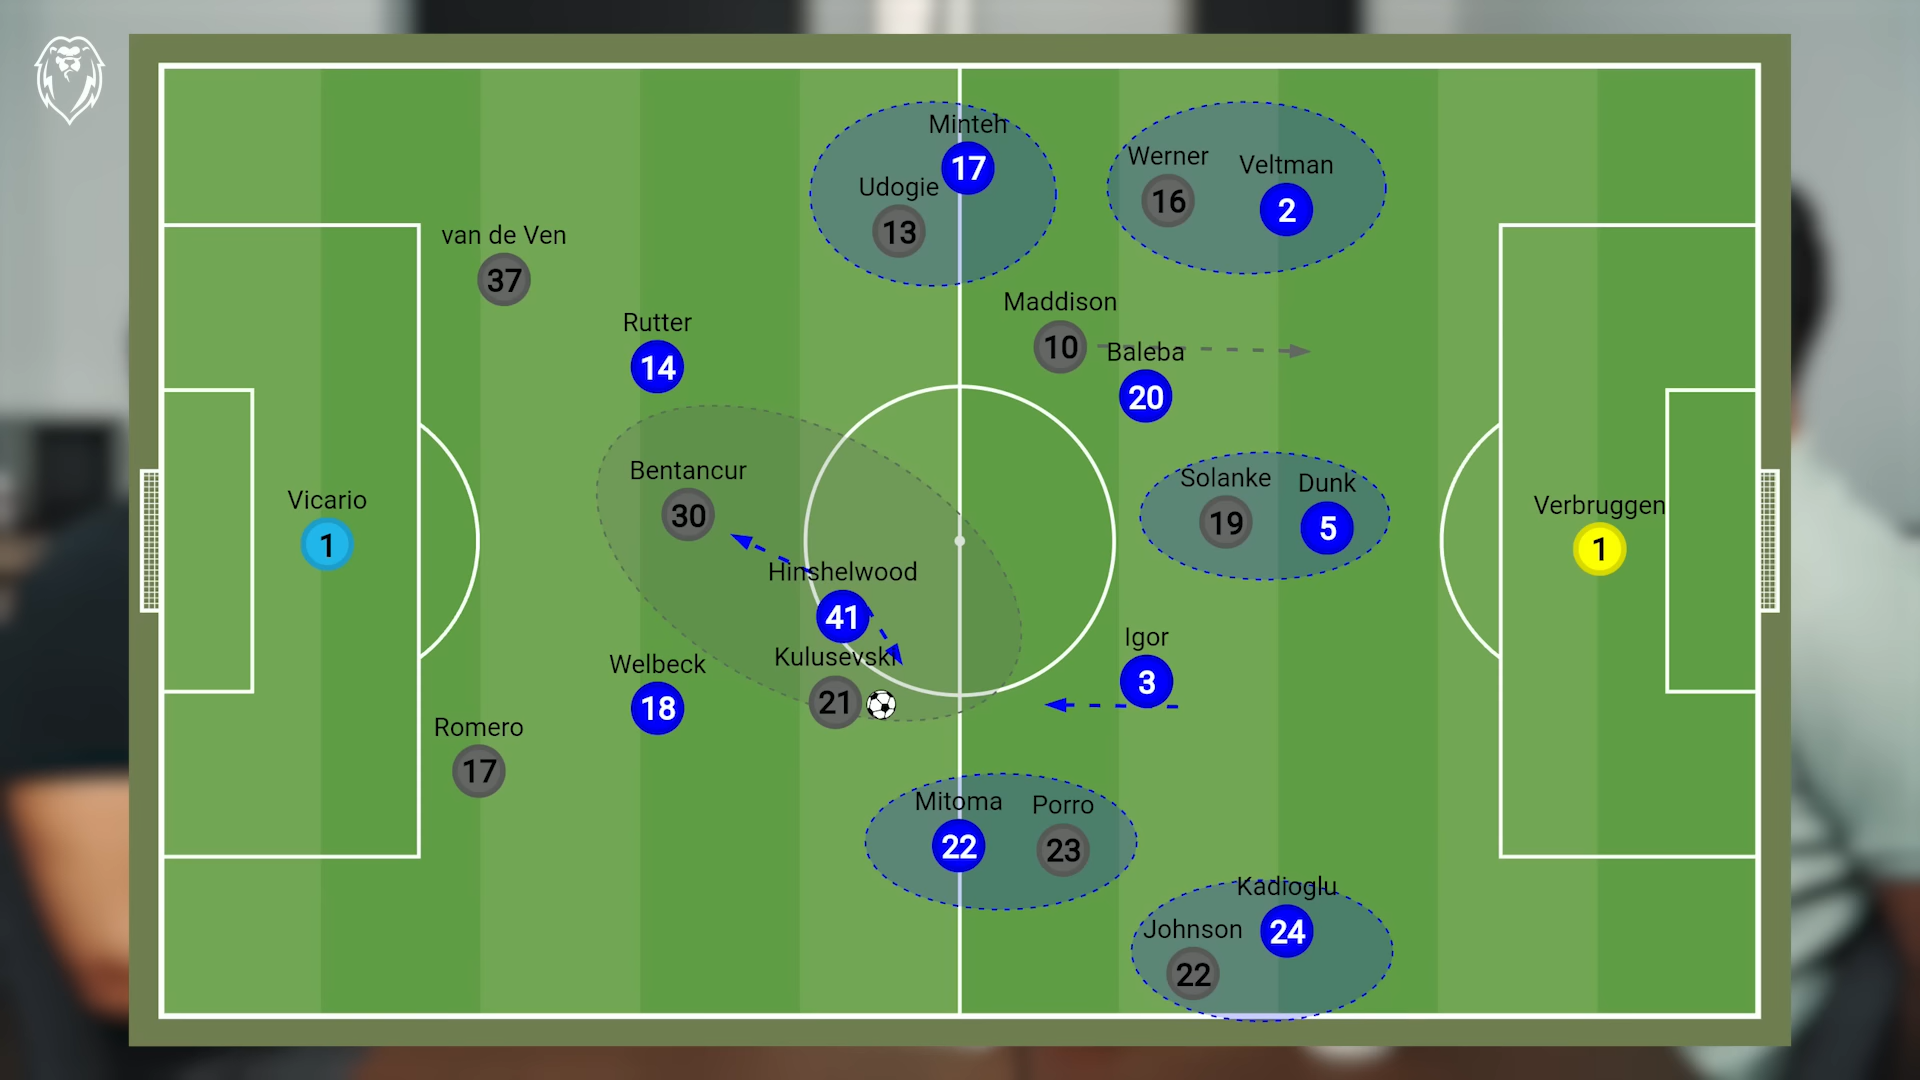 Minteh
17
Udogie
13
Werner
16
Veltman
2
van de Ven
37
Rutter
14
Maddison
10
Baleba
20
Bentancur
30
Solanke
19
Dunk
5
Vicario
1
Verbruggen
1
Hinshelwood
41
Kulusevski
21
Igor
3
Welbeck
18
Romero
17
Mitoma
22
Porro
23
Kadioglu
24
Johnson
22